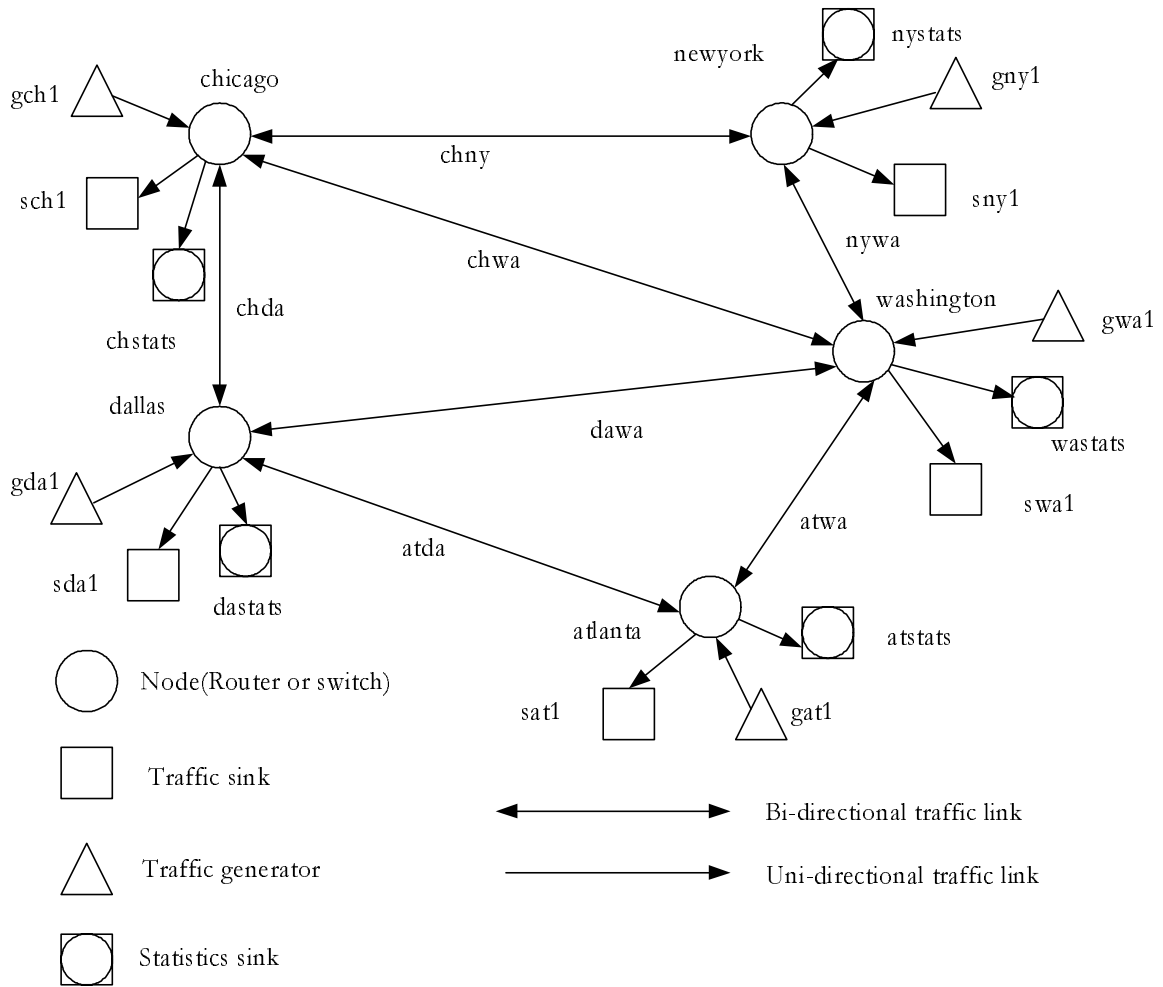 nystats
newyork
chicago
gny1
gch1
chny
sch1
sny1
nywa
chwa
washington
chda
gwa1
chstats
dallas
dawa
wastats
gda1
swa1
atwa
atda
sda1
dastats
atlanta
atstats
Node(Router or switch)
sat1
gat1
Traffic sink
Bi-directional traffic link
Traffic generator
Uni-directional traffic link
Statistics sink